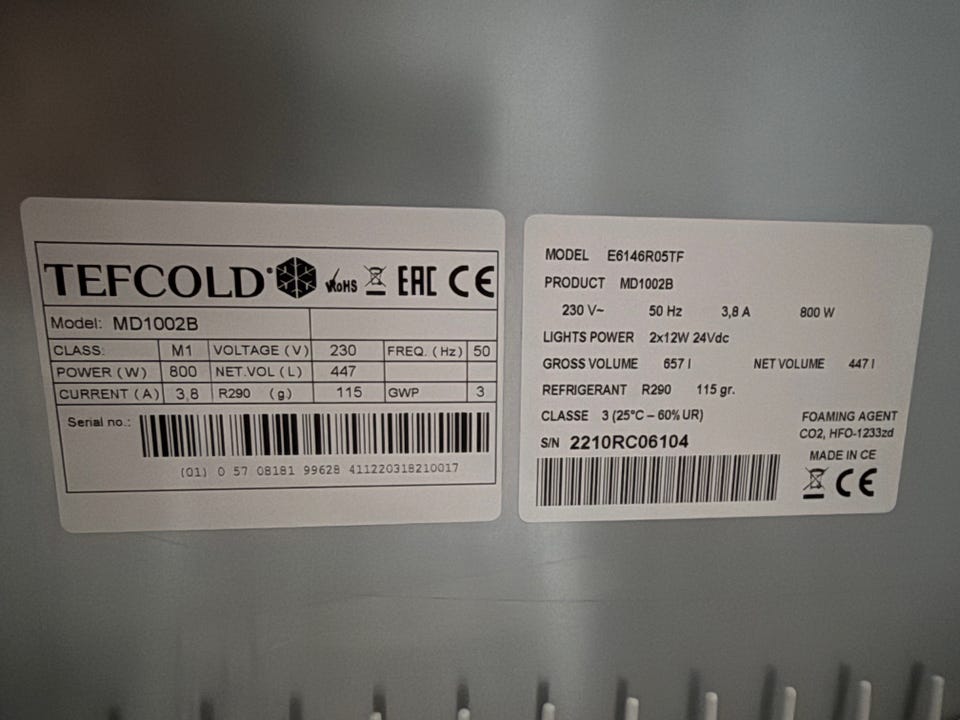 TEFCOLD RoHS EAC CE
Model: MD1002B
CLASS: M1 VOLTAGE (V) 230 FREQ. (Hz) 50
POWER (W) 800 NET.VOL (L) 447
CURRENT (A) 3,8 R290 (g) 115 GWP 3
Serial no.:
(01) 0 57 08181 99628 411220318210017
MODEL E6146R05TF
PRODUCT MD1002B
230 V~ 50 Hz 3,8 A 800 W
LIGHTS POWER 2x12W 24Vdc
GROSS VOLUME 657 l NET VOLUME 447 l
REFRIGERANT R290 115 gr.
CLASSE 3 (25°C – 60% UR)
S/N 2210RC06104
FOAMING AGENT
CO2, HFO-1233zd
MADE IN CE
CE